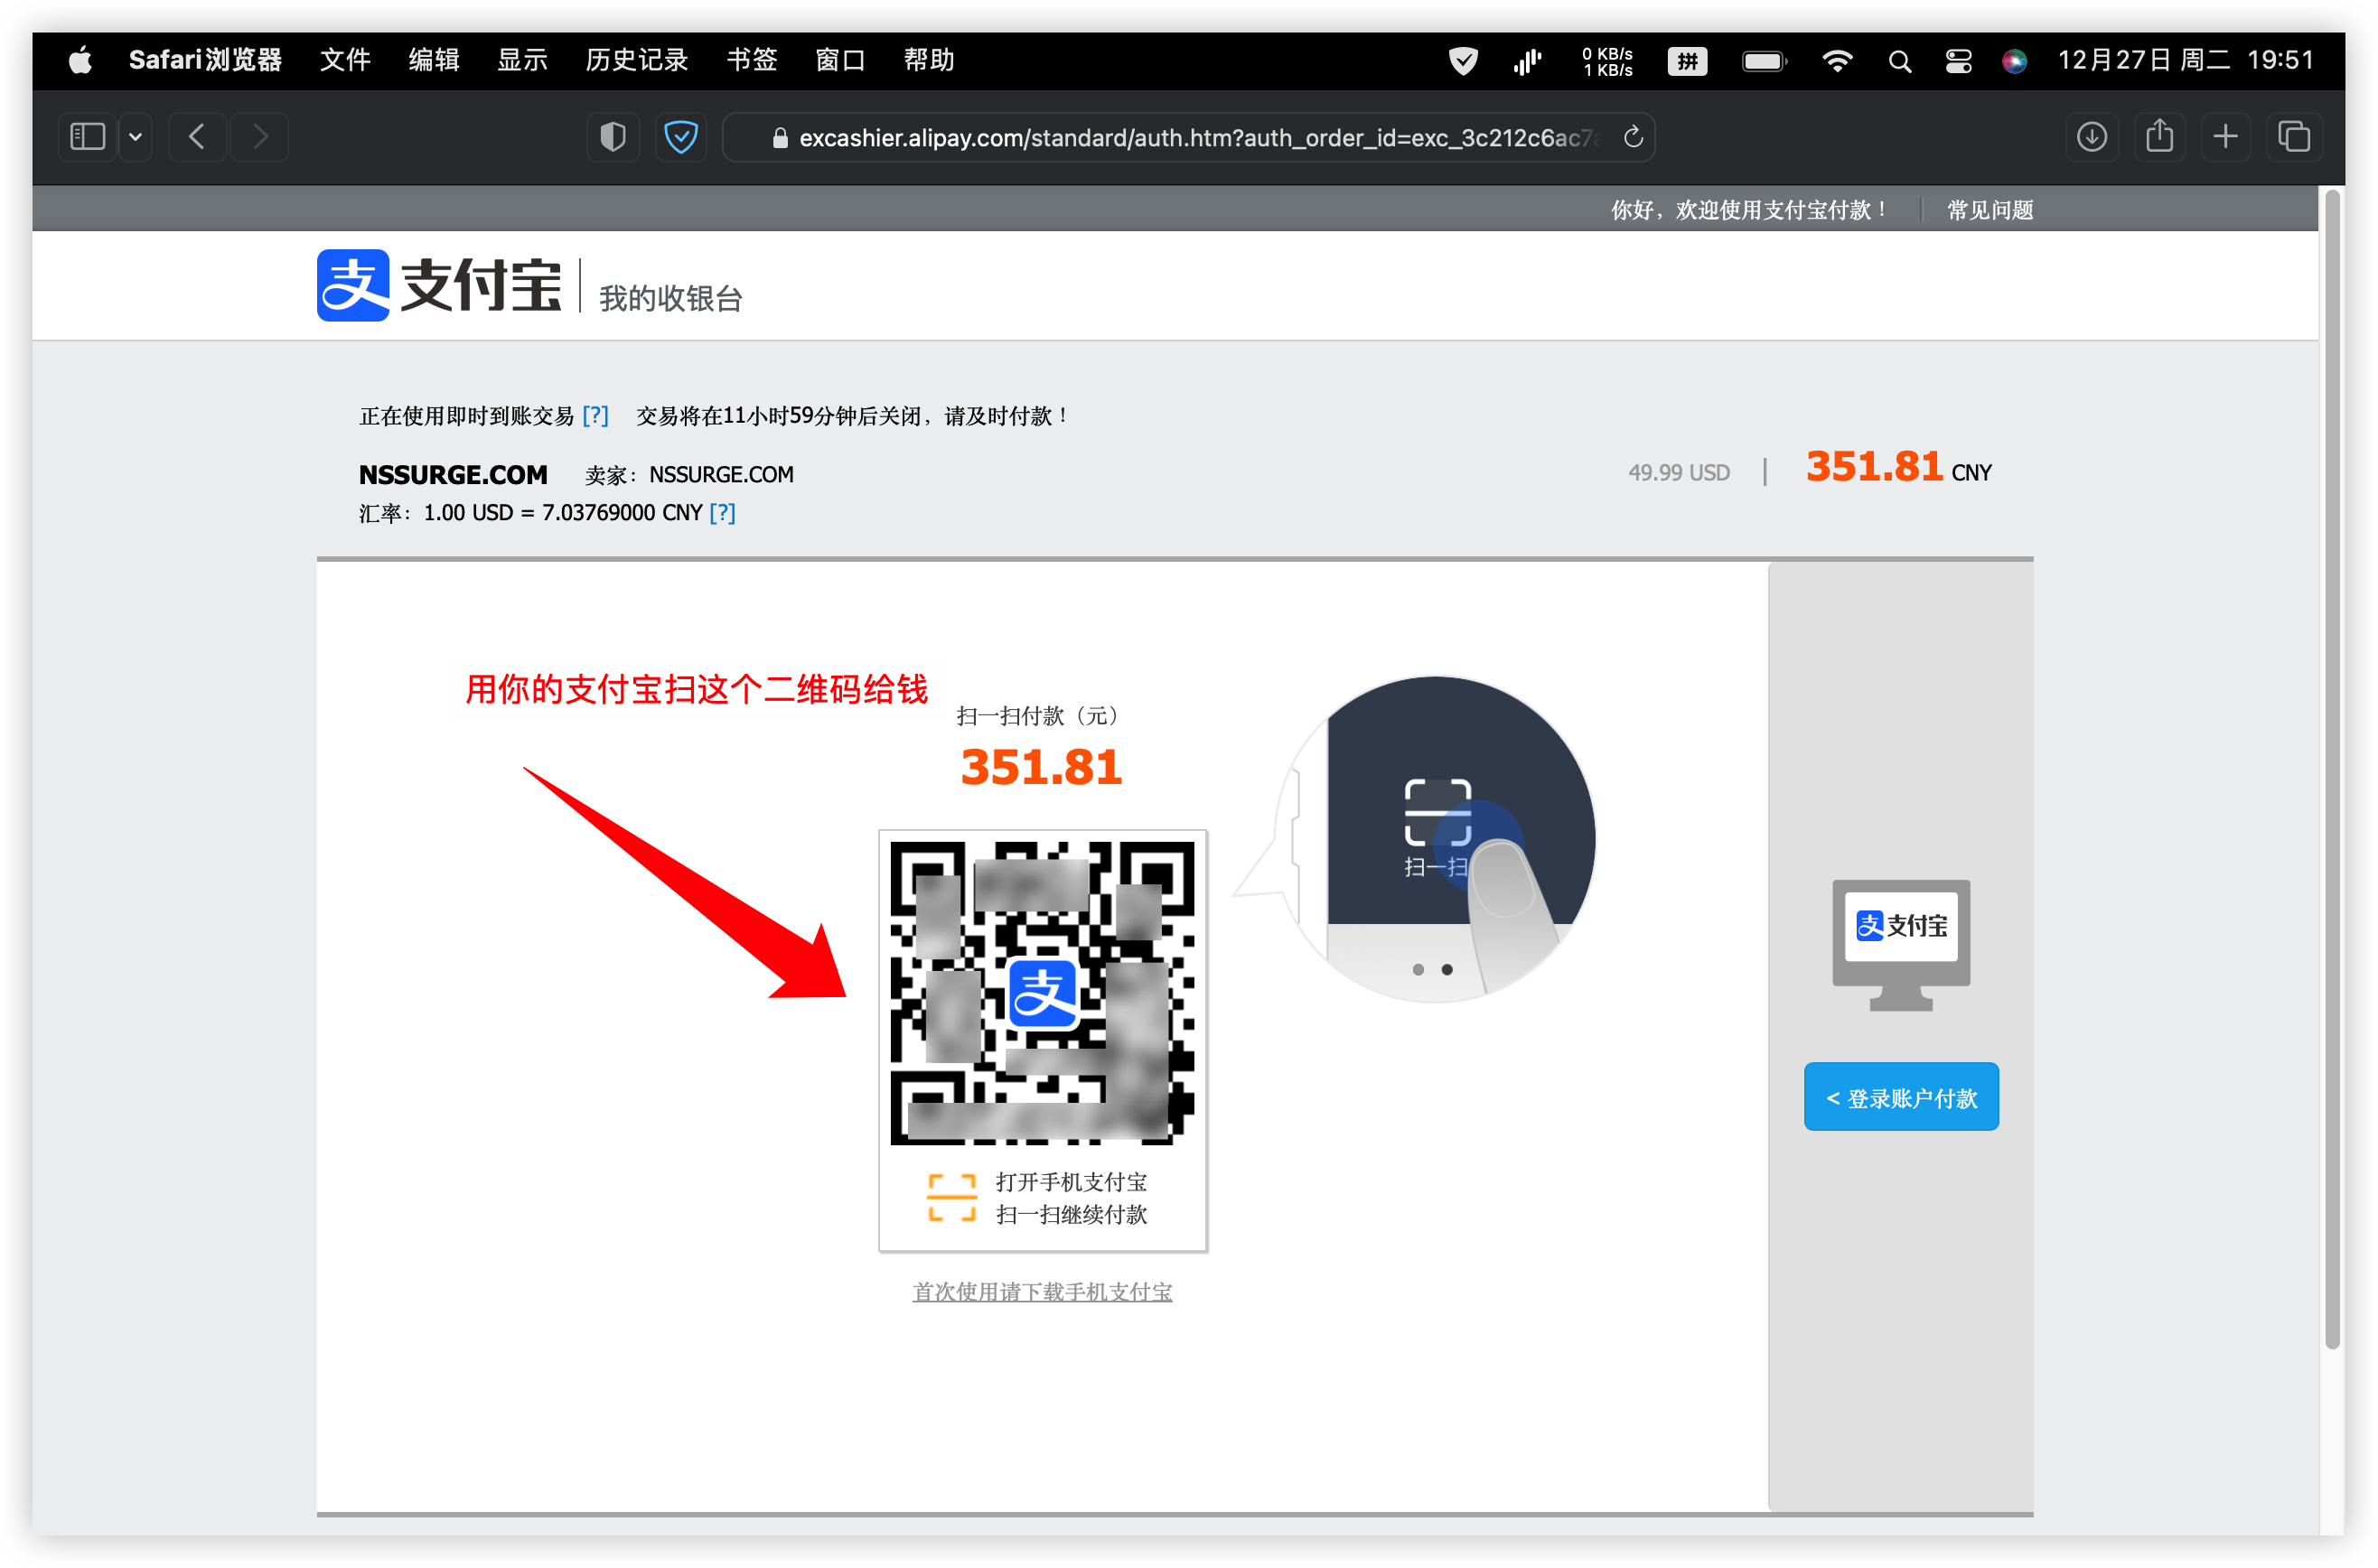 Safari浏览器 文件 编辑 显示 历史记录 书签 窗口 帮助 0 KB/s 1 KB/s 拼 12月27日 周二 19:51
excashier.alipay.com/standard/auth.htm?auth_order_id=exc_3c212c6ac7
你好，欢迎使用支付宝付款！ 常见问题
支 支付宝 我的收银台
正在使用即时到账交易 [?] 交易将在11小时59分钟后关闭，请及时付款！
NSSURGE.COM 卖家：NSSURGE.COM 49.99 USD | 351.81 CNY
汇率：1.00 USD = 7.03769000 CNY [?]
用你的支付宝扫这个二维码给钱
扫一扫付款（元）
351.81
扫一扫
支
支 支付宝
< 登录账户付款
打开手机支付宝
扫一扫继续付款
首次使用请下载手机支付宝